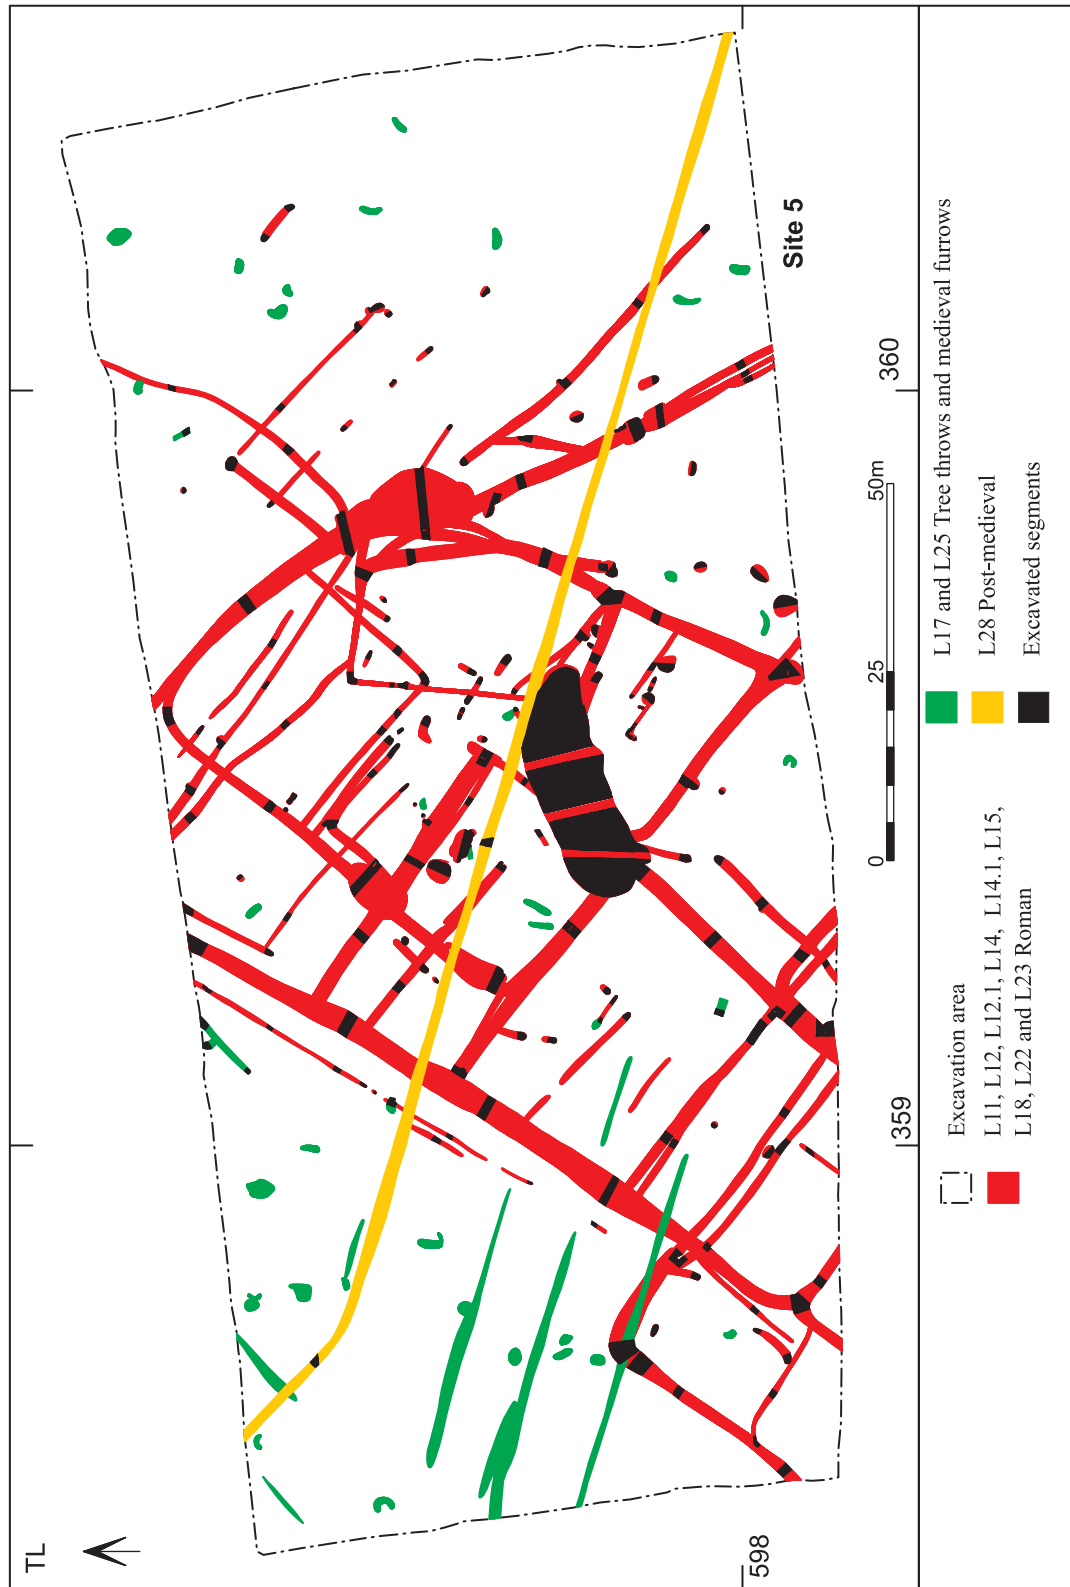 TL
Site 5
360
359
598
0 25 50m
Excavation area
L11, L12, L12.1, L14, L14.1, L15,
L18, L22 and L23 Roman
L17 and L25 Tree throws and medieval furrows
L28 Post-medieval
Excavated segments